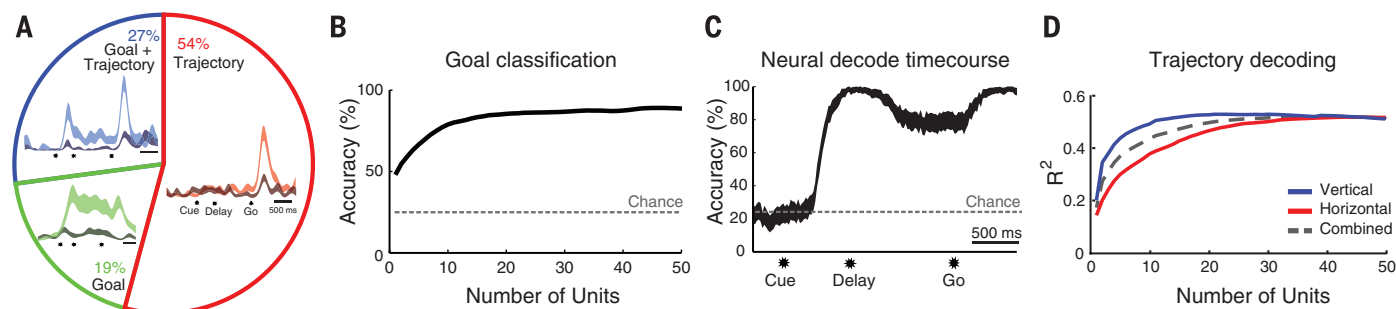 A
27%
Goal +
Trajectory
54%
Trajectory
Cue Delay Go
500 ms
19%
Goal
B
Goal classification
Accuracy (%)
100
50
0
Chance
0 10 20 30 40 50
Number of Units
C
Neural decode timecourse
Accuracy (%)
100
80
60
40
20
0
Chance
500 ms
Cue Delay Go
D
Trajectory decoding
R2
0.6
0.4
0.2
0
Vertical
Horizontal
Combined
0 10 20 30 40 50
Number of Units